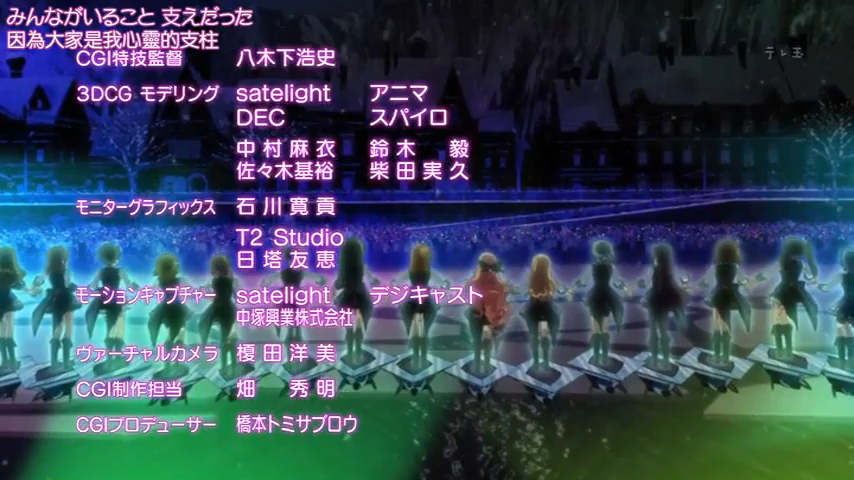 みんながいること 支えだった
因為大家是我心靈的支柱
テレ玉
CGI特技監督 八木下浩史
3DCG モデリング satelight アニマ
DEC スパイロ
中村麻衣 鈴木 毅
佐々木基裕 柴田実久
モニターグラフィックス 石川寛貢
T2 Studio
日塔友恵
モーションキャプチャー satelight デジキャスト
中塚興業株式会社
ヴァーチャルカメラ 榎田洋美
CGI制作担当 畑 秀明
CGIプロデューサー 橋本トミサブロウ